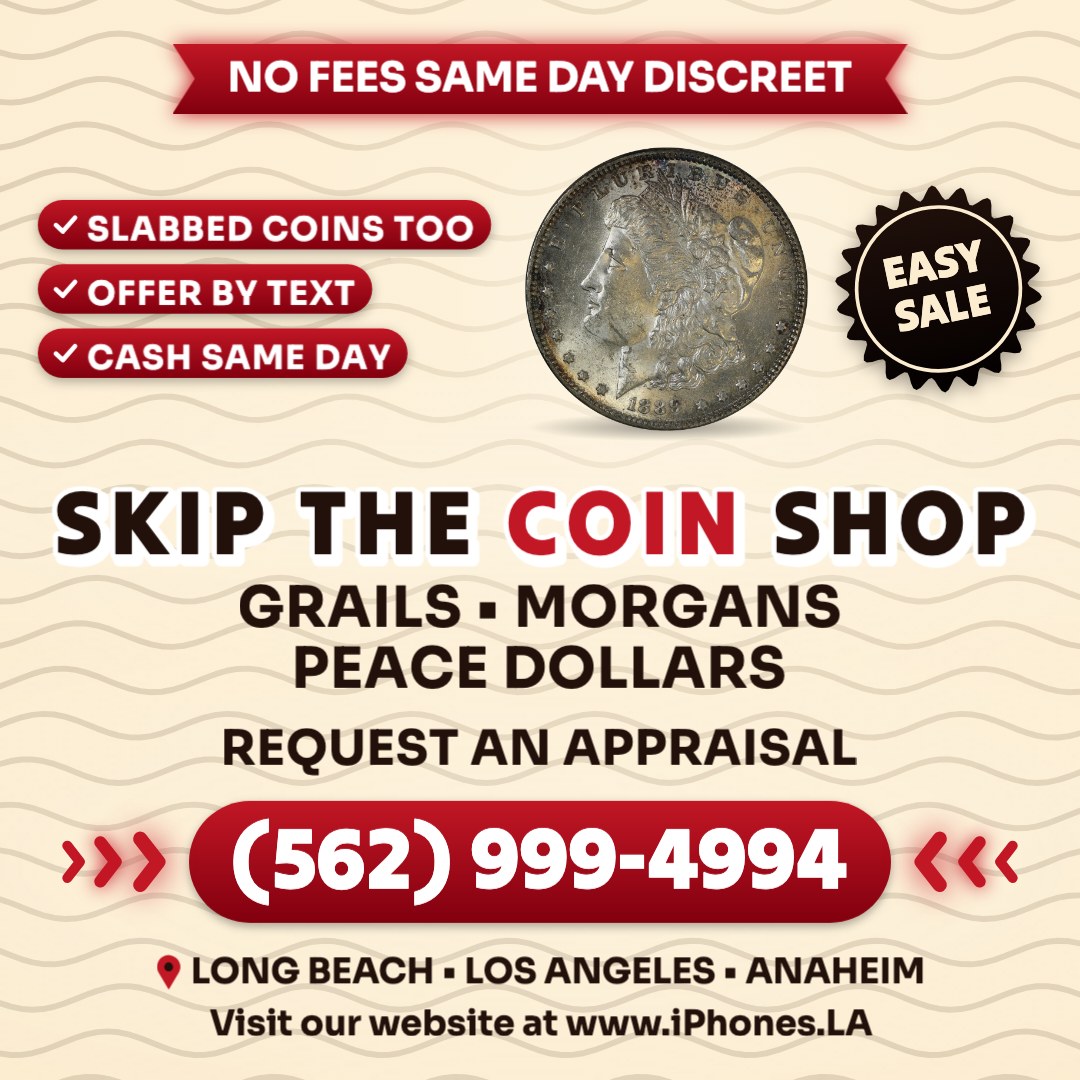 NO FEES SAME DAY DISCREET
SLABBED COINS TOO
OFFER BY TEXT
CASH SAME DAY
EASY
SALE
SKIP THE COIN SHOP
GRAILS ▪ MORGANS
PEACE DOLLARS
REQUEST AN APPRAISAL
(562) 999-4994
LONG BEACH ▪ LOS ANGELES ▪ ANAHEIM
Visit our website at www.iPhones.LA